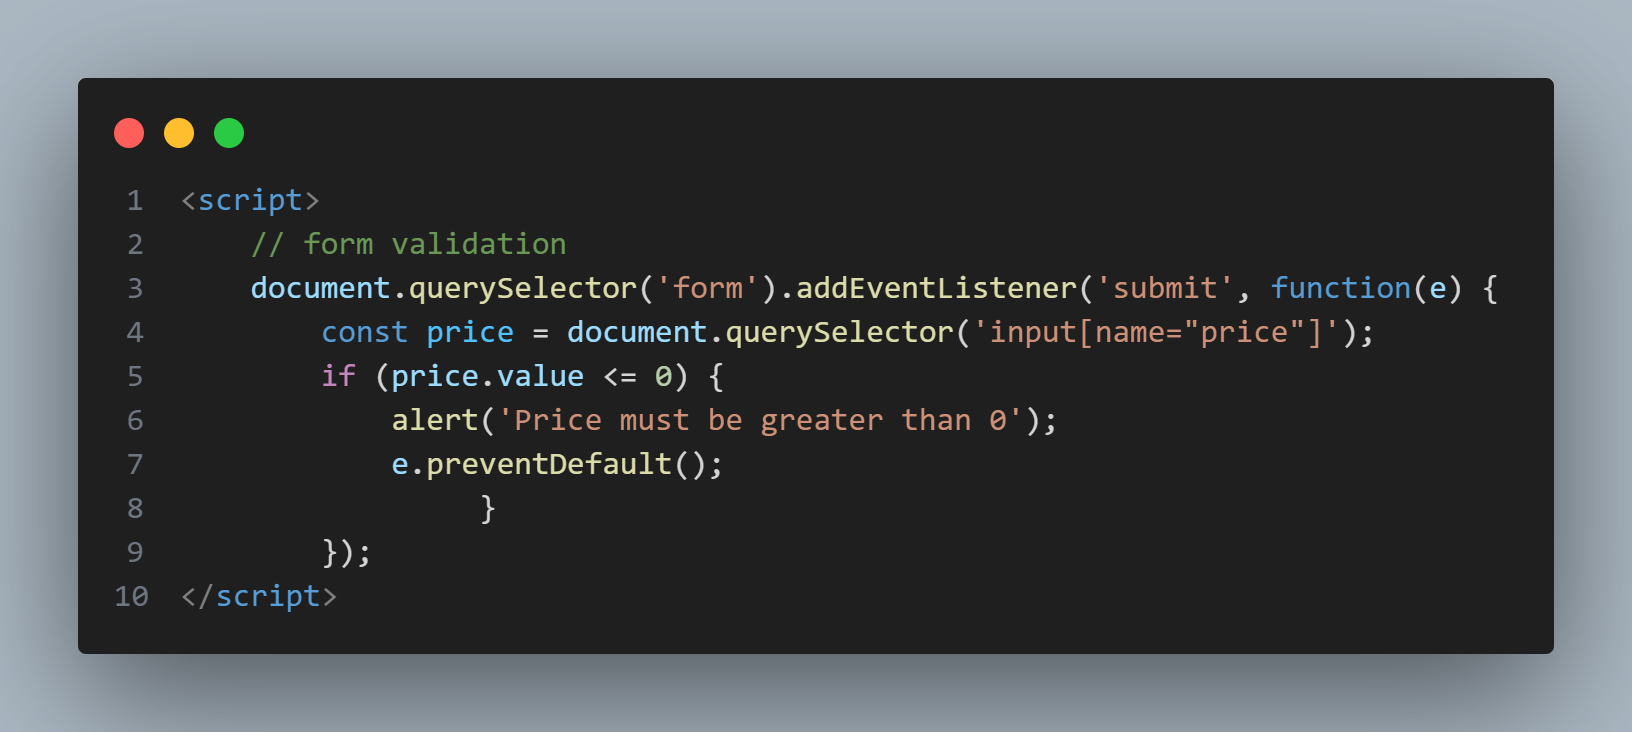 1 <script>
2     // form validation
3     document.querySelector('form').addEventListener('submit', function(e) {
4         const price = document.querySelector('input[name="price"]');
5         if (price.value <= 0) {
6             alert('Price must be greater than 0');
7             e.preventDefault();
8                  }
9         });
10 </script>